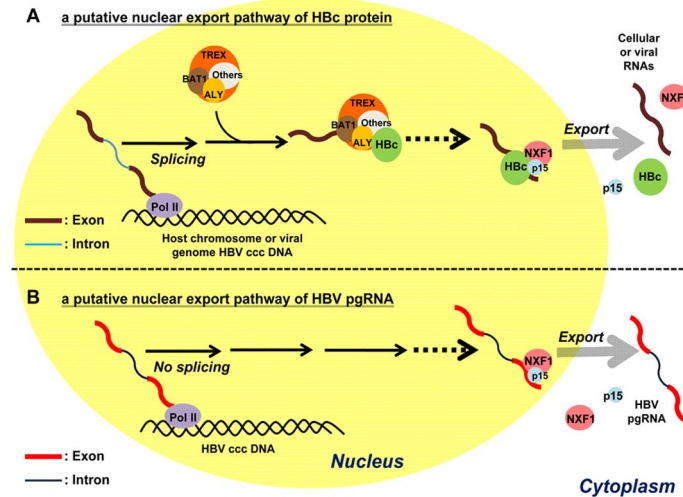 A a putative nuclear export pathway of HBc protein
TREX
BAT1
Others
ALY
Splicing
TREX
BAT1
Others
ALY
HBc
NXF1
HBc
p15
Export
Cellular
or viral
RNAs
NXF
HBc
p15
Pol II
: Exon
: Intron
Host chromosome or viral
genome HBV ccc DNA
B a putative nuclear export pathway of HBV pgRNA
No splicing
NXF1
p15
Export
p15
NXF1
HBV
pgRNA
Pol II
HBV ccc DNA
: Exon
: Intron
Nucleus
Cytoplasm